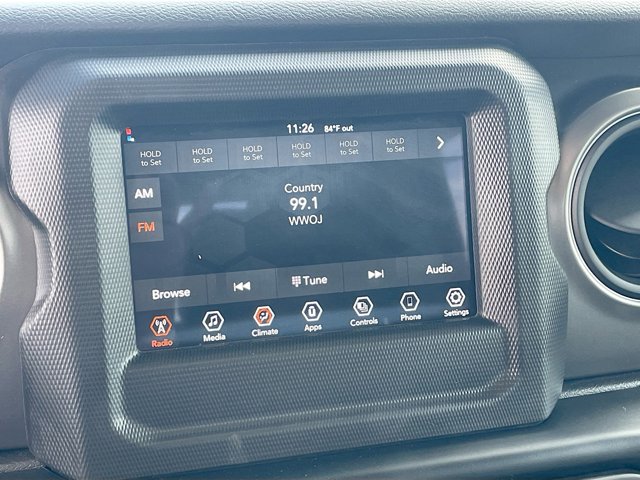 11:26 84°F out
HOLD to Set HOLD to Set HOLD to Set HOLD to Set HOLD to Set HOLD to Set
AM
FM
Country
99.1
WWOJ
Browse Tune Audio
Radio Media Climate Apps Controls Phone Settings